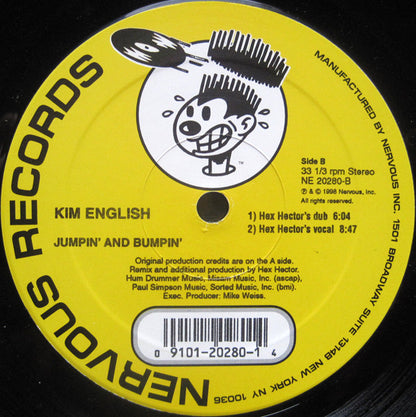 NERVOUS RECORDS
MANUFACTURED BY NERVOUS INC. 1501 BROADWAY SUITE 1314B NEW YORK NY 10036
TM
Side B
33 1/3 rpm Stereo
NE 20280-B
℗ & © 1998 Nervous, Inc.
All rights reserved.
KIM ENGLISH
1) Hex Hector's dub 6:04
2) Hex Hector's vocal 8:47
JUMPIN' AND BUMPIN'
Original production credits are on the A side.
Remix and additional production by Hex Hector.
Hum Drummer Music, Misam Music Inc. (ascap),
Paul Simpson Music, Sorted Music, Inc. (bmi).
Exec. Producer: Mike Weiss.
0 9101-20280-1 4